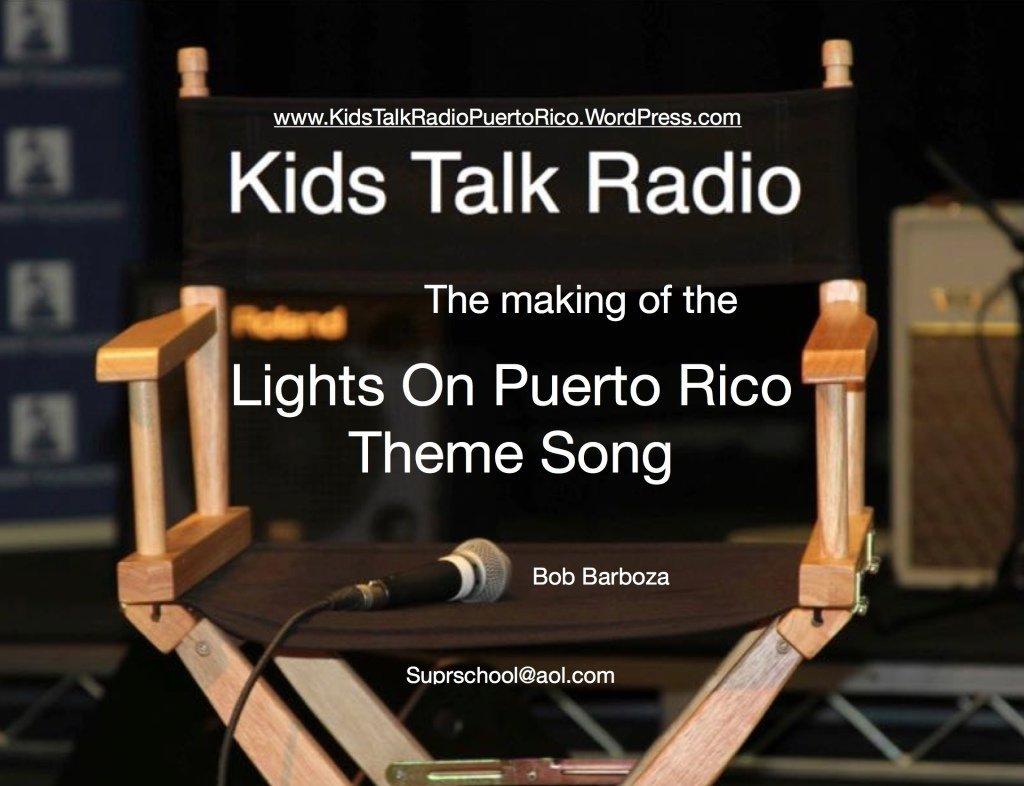 www.KidsTalkRadioPuertoRico.WordPress.com
Kids Talk Radio
Roland
The making of the
Lights On Puerto Rico
Theme Song
Bob Barboza
Suprschool@aol.com